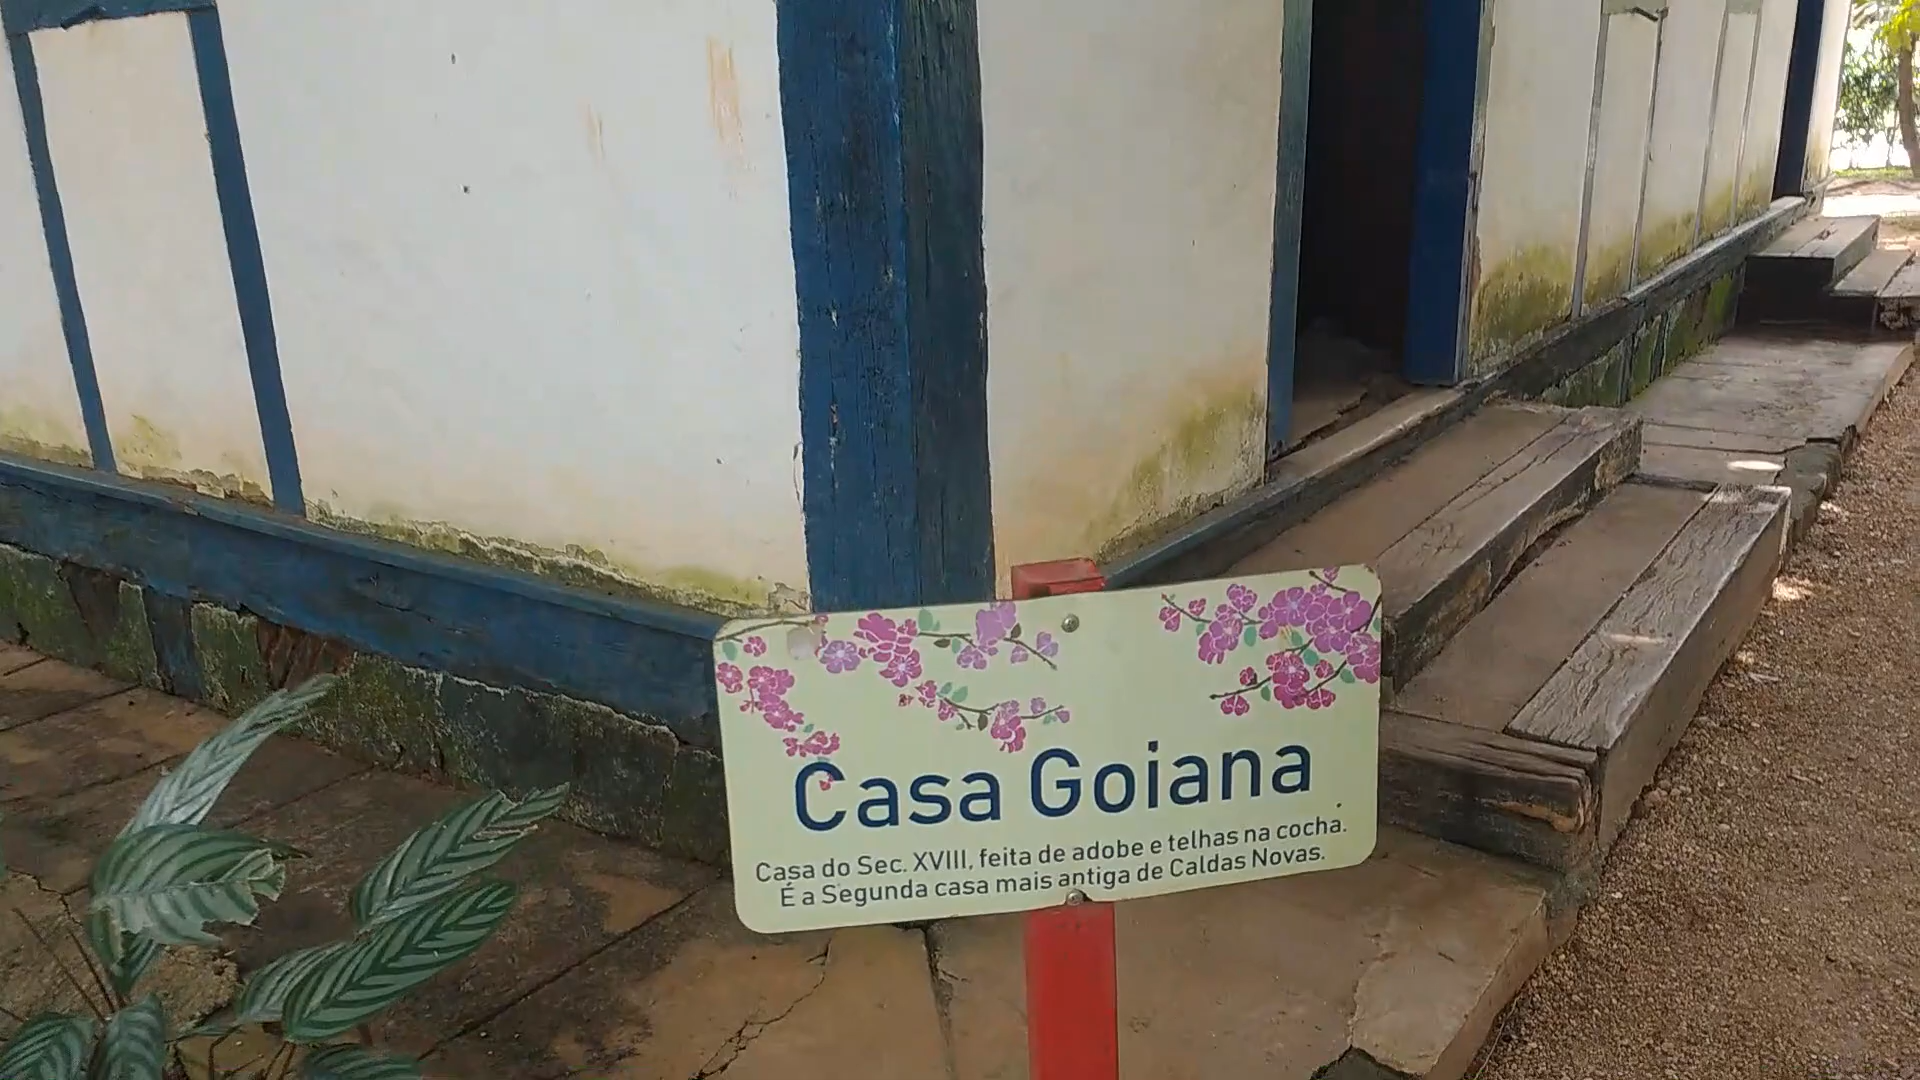 Casa Goiana
Casa do Sec. XVIII, feita de adobe e telhas na cocha.
É a Segunda casa mais antiga de Caldas Novas.